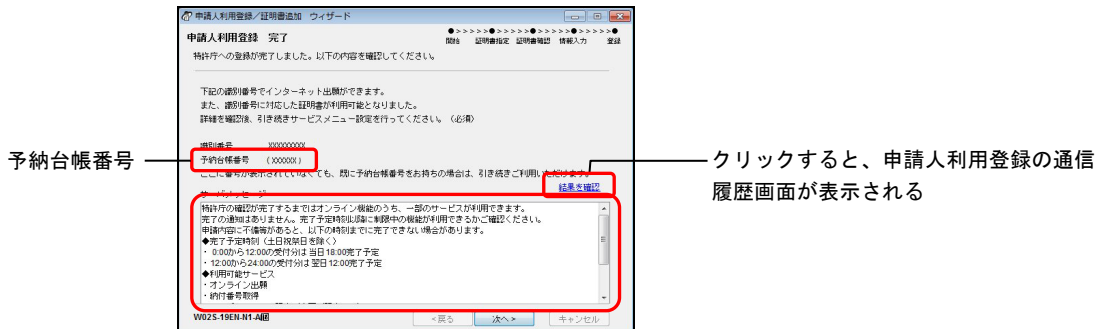 申請人利用登録／証明書追加 ウィザード
申請人利用登録 完了
●>>>>>●>>>>>●>>>>>●>>>>>●
開始 証明書指定 証明書確認 情報入力 登録
特許庁への登録が完了しました。以下の内容を確認してください。
下記の識別番号でインターネット出願ができます。
また、識別番号に対応した証明書が利用可能となりました。
詳細を確認後、引き続きサービスメニュー設定を行ってください。（必須）
識別番号 XXXXXXXXX
予納台帳番号 （XXXXXX）
ここに番号が表示されていなくても、既に予納台帳番号をお持ちの場合は、引き続きご利用いただけます。
結果を確認
サービスメッセージ
特許庁の確認が完了するまではオンライン機能のうち、一部のサービスが利用できます。
完了の通知はありません。完了予定時刻以降に制限中の機能が利用できるかご確認ください。
申請内容に不備等があると、以下の時刻までに完了できない場合があります。
◆完了予定時刻（土日祝祭日を除く）
・ 0:00から12:00の受付分は当日18:00完了予定
・ 12:00から24:00の受付分は翌日12:00完了予定
◆利用可能サービス
・オンライン出願
・納付番号取得
W02S-19EN-N1-A回
<戻る 次へ> キャンセル
予納台帳番号
クリックすると、申請人利用登録の通信
履歴画面が表示される